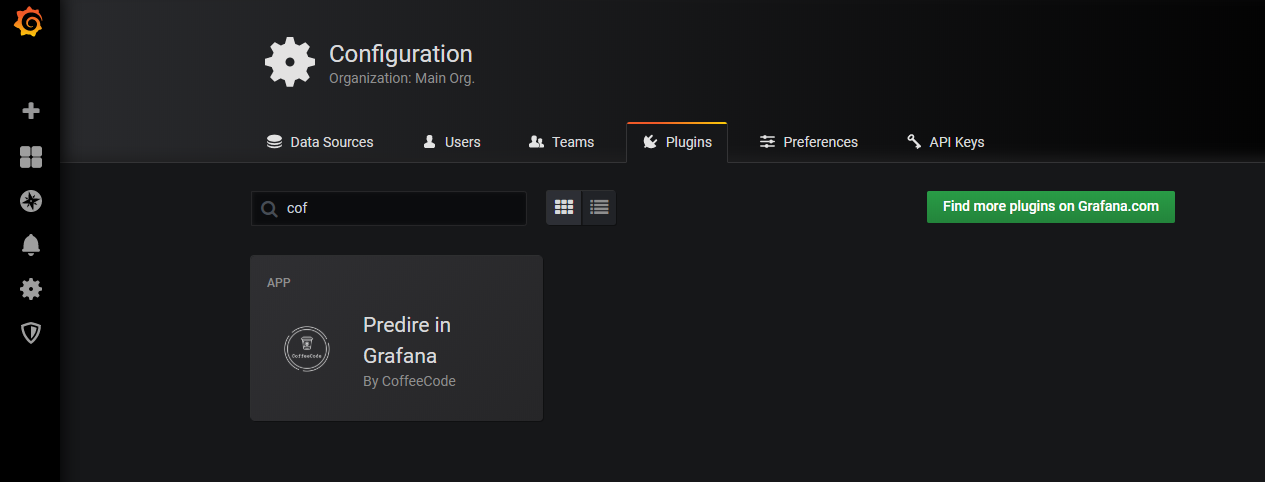 Configuration
Organization: Main Org.
Data Sources Users Teams Plugins Preferences API Keys
cof
Find more plugins on Grafana.com
APP
Predire in
Grafana
By CoffeeCode
CoffeeCode